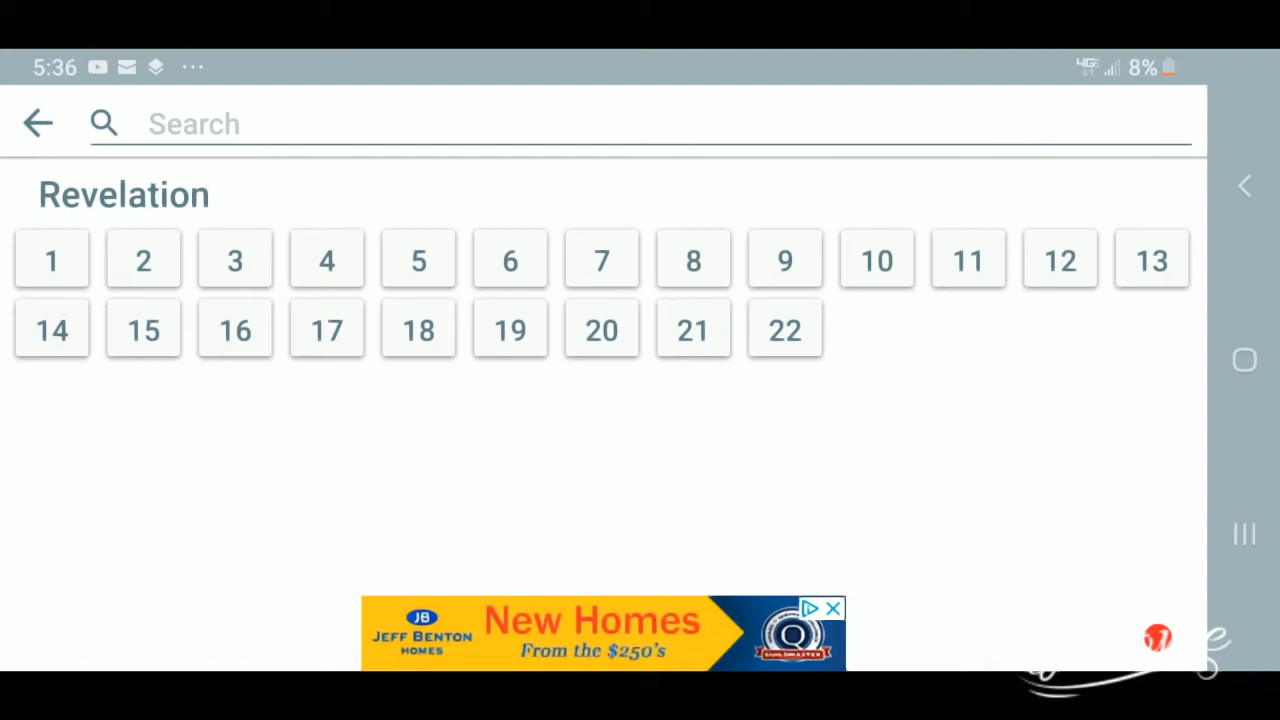 5:36 ... 4GE 8%
Search
Revelation
1 2 3 4 5 6 7 8 9 10 11 12 13
14 15 16 17 18 19 20 21 22
JB
JEFF BENTON
HOMES
New Homes
From the $250's
Q